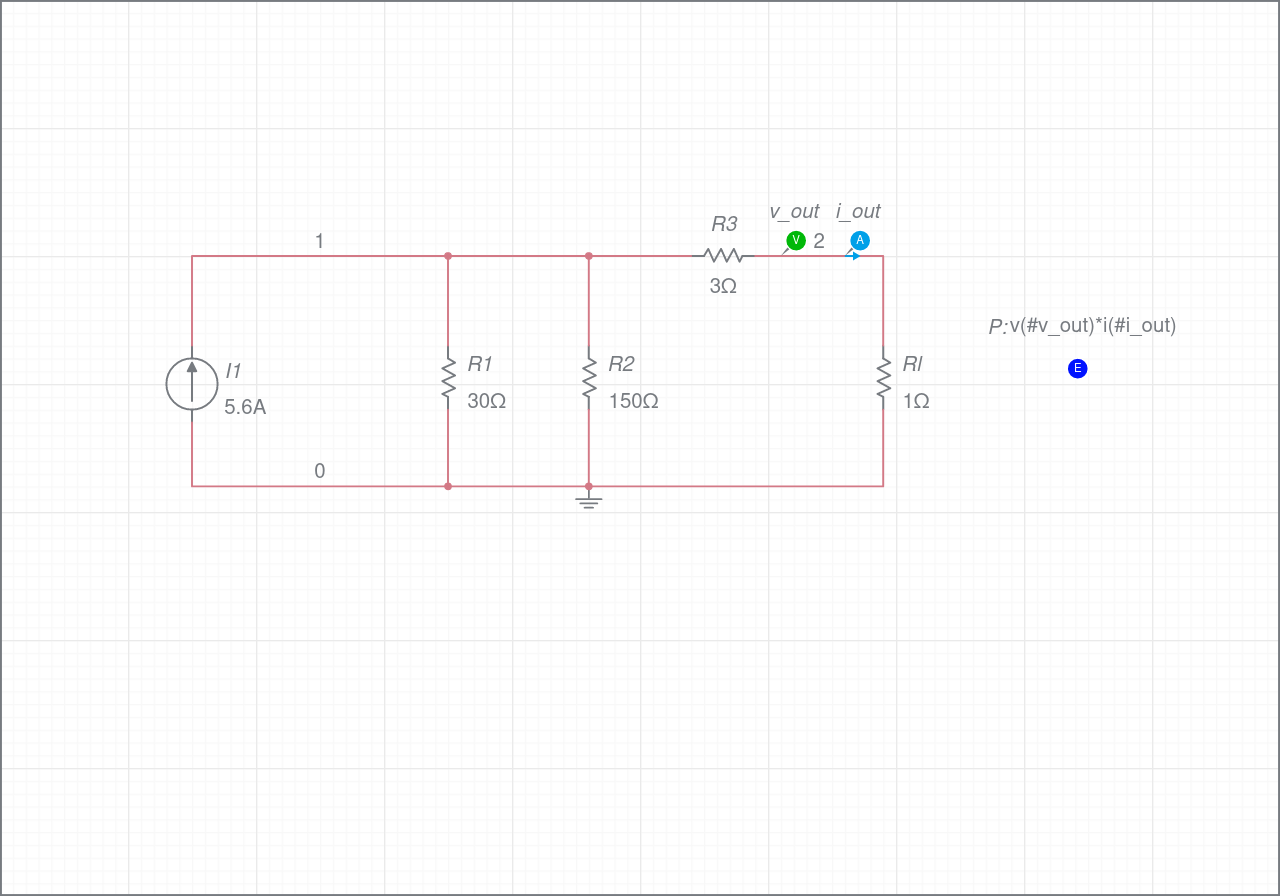 v_out i_out
R3
1
V 2 A
3Ω
P:v(#v_out)*i(#i_out)
I1
R1
R2
Rl
E
5.6A
30Ω
150Ω
1Ω
0